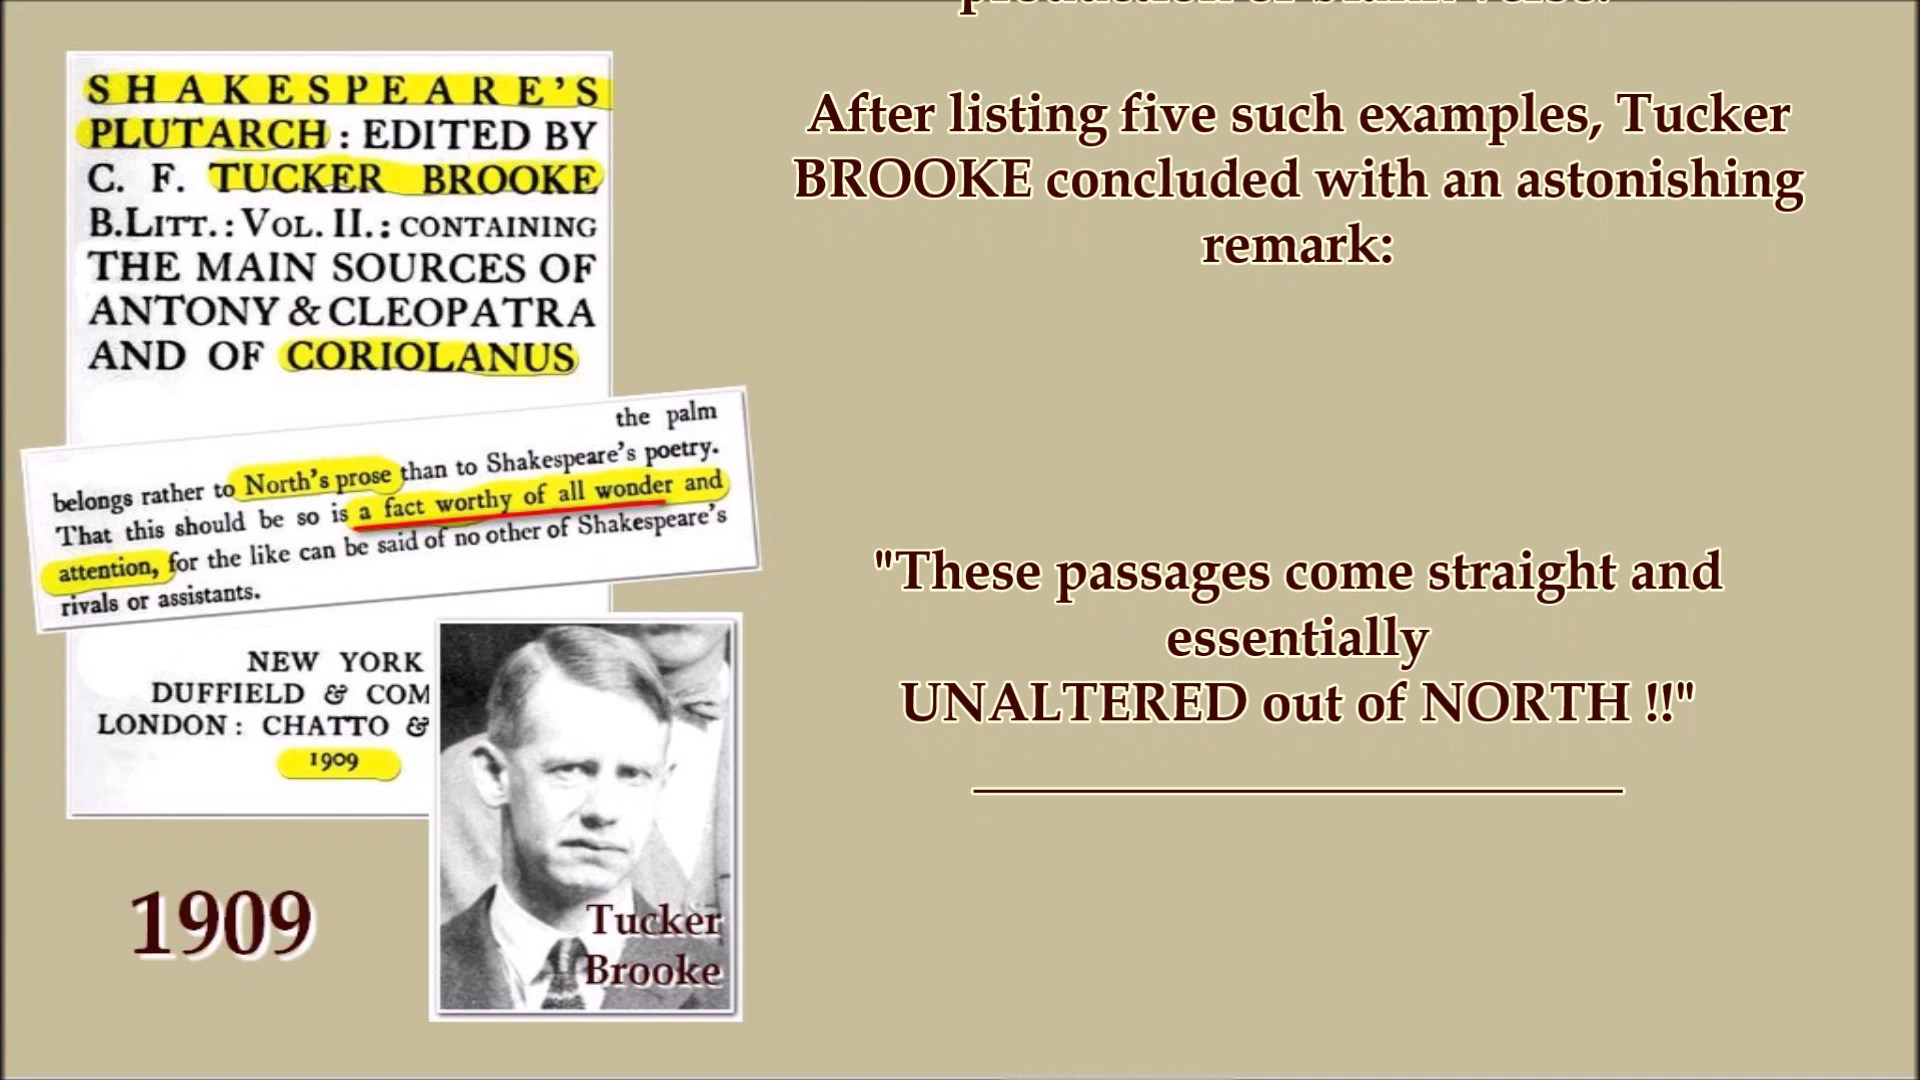 SHAKESPEARE'S
PLUTARCH : EDITED BY
C. F. TUCKER BROOKE
B.LITT. : VOL. II. : CONTAINING
THE MAIN SOURCES OF
ANTONY & CLEOPATRA
AND OF CORIOLANUS
the palm
belongs rather to North's prose than to Shakespeare's poetry.
That this should be so is a fact worthy of all wonder and
attention, for the like can be said of no other of Shakespeare's
rivals or assistants.
NEW YORK
DUFFIELD & COM
LONDON : CHATTO &
1909
1909
Tucker
Brooke
After listing five such examples, Tucker
BROOKE concluded with an astonishing
remark:
"These passages come straight and
essentially
UNALTERED out of NORTH !!"